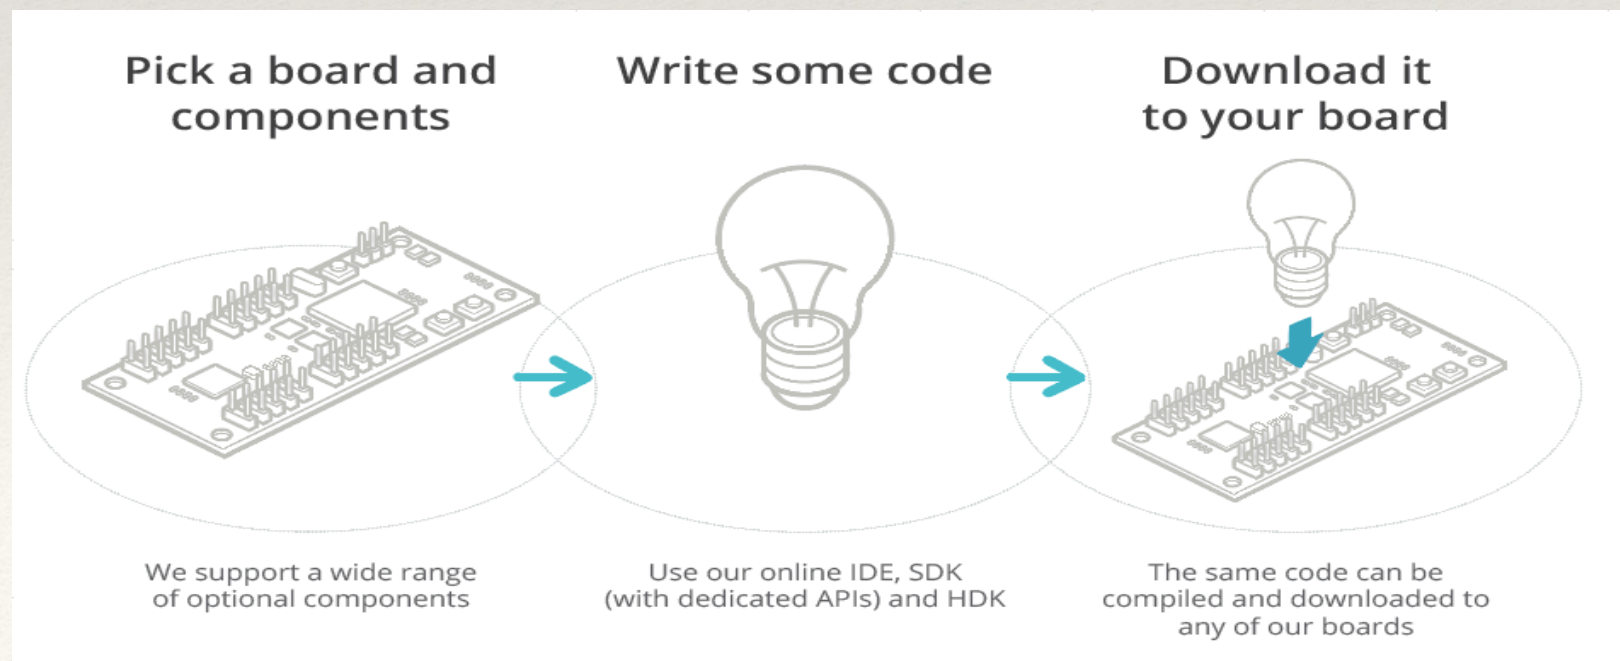 Pick a board and
components
We support a wide range
of optional components
Write some code
Use our online IDE, SDK
(with dedicated APIs) and HDK
Download it
to your board
The same code can be
compiled and downloaded to
any of our boards